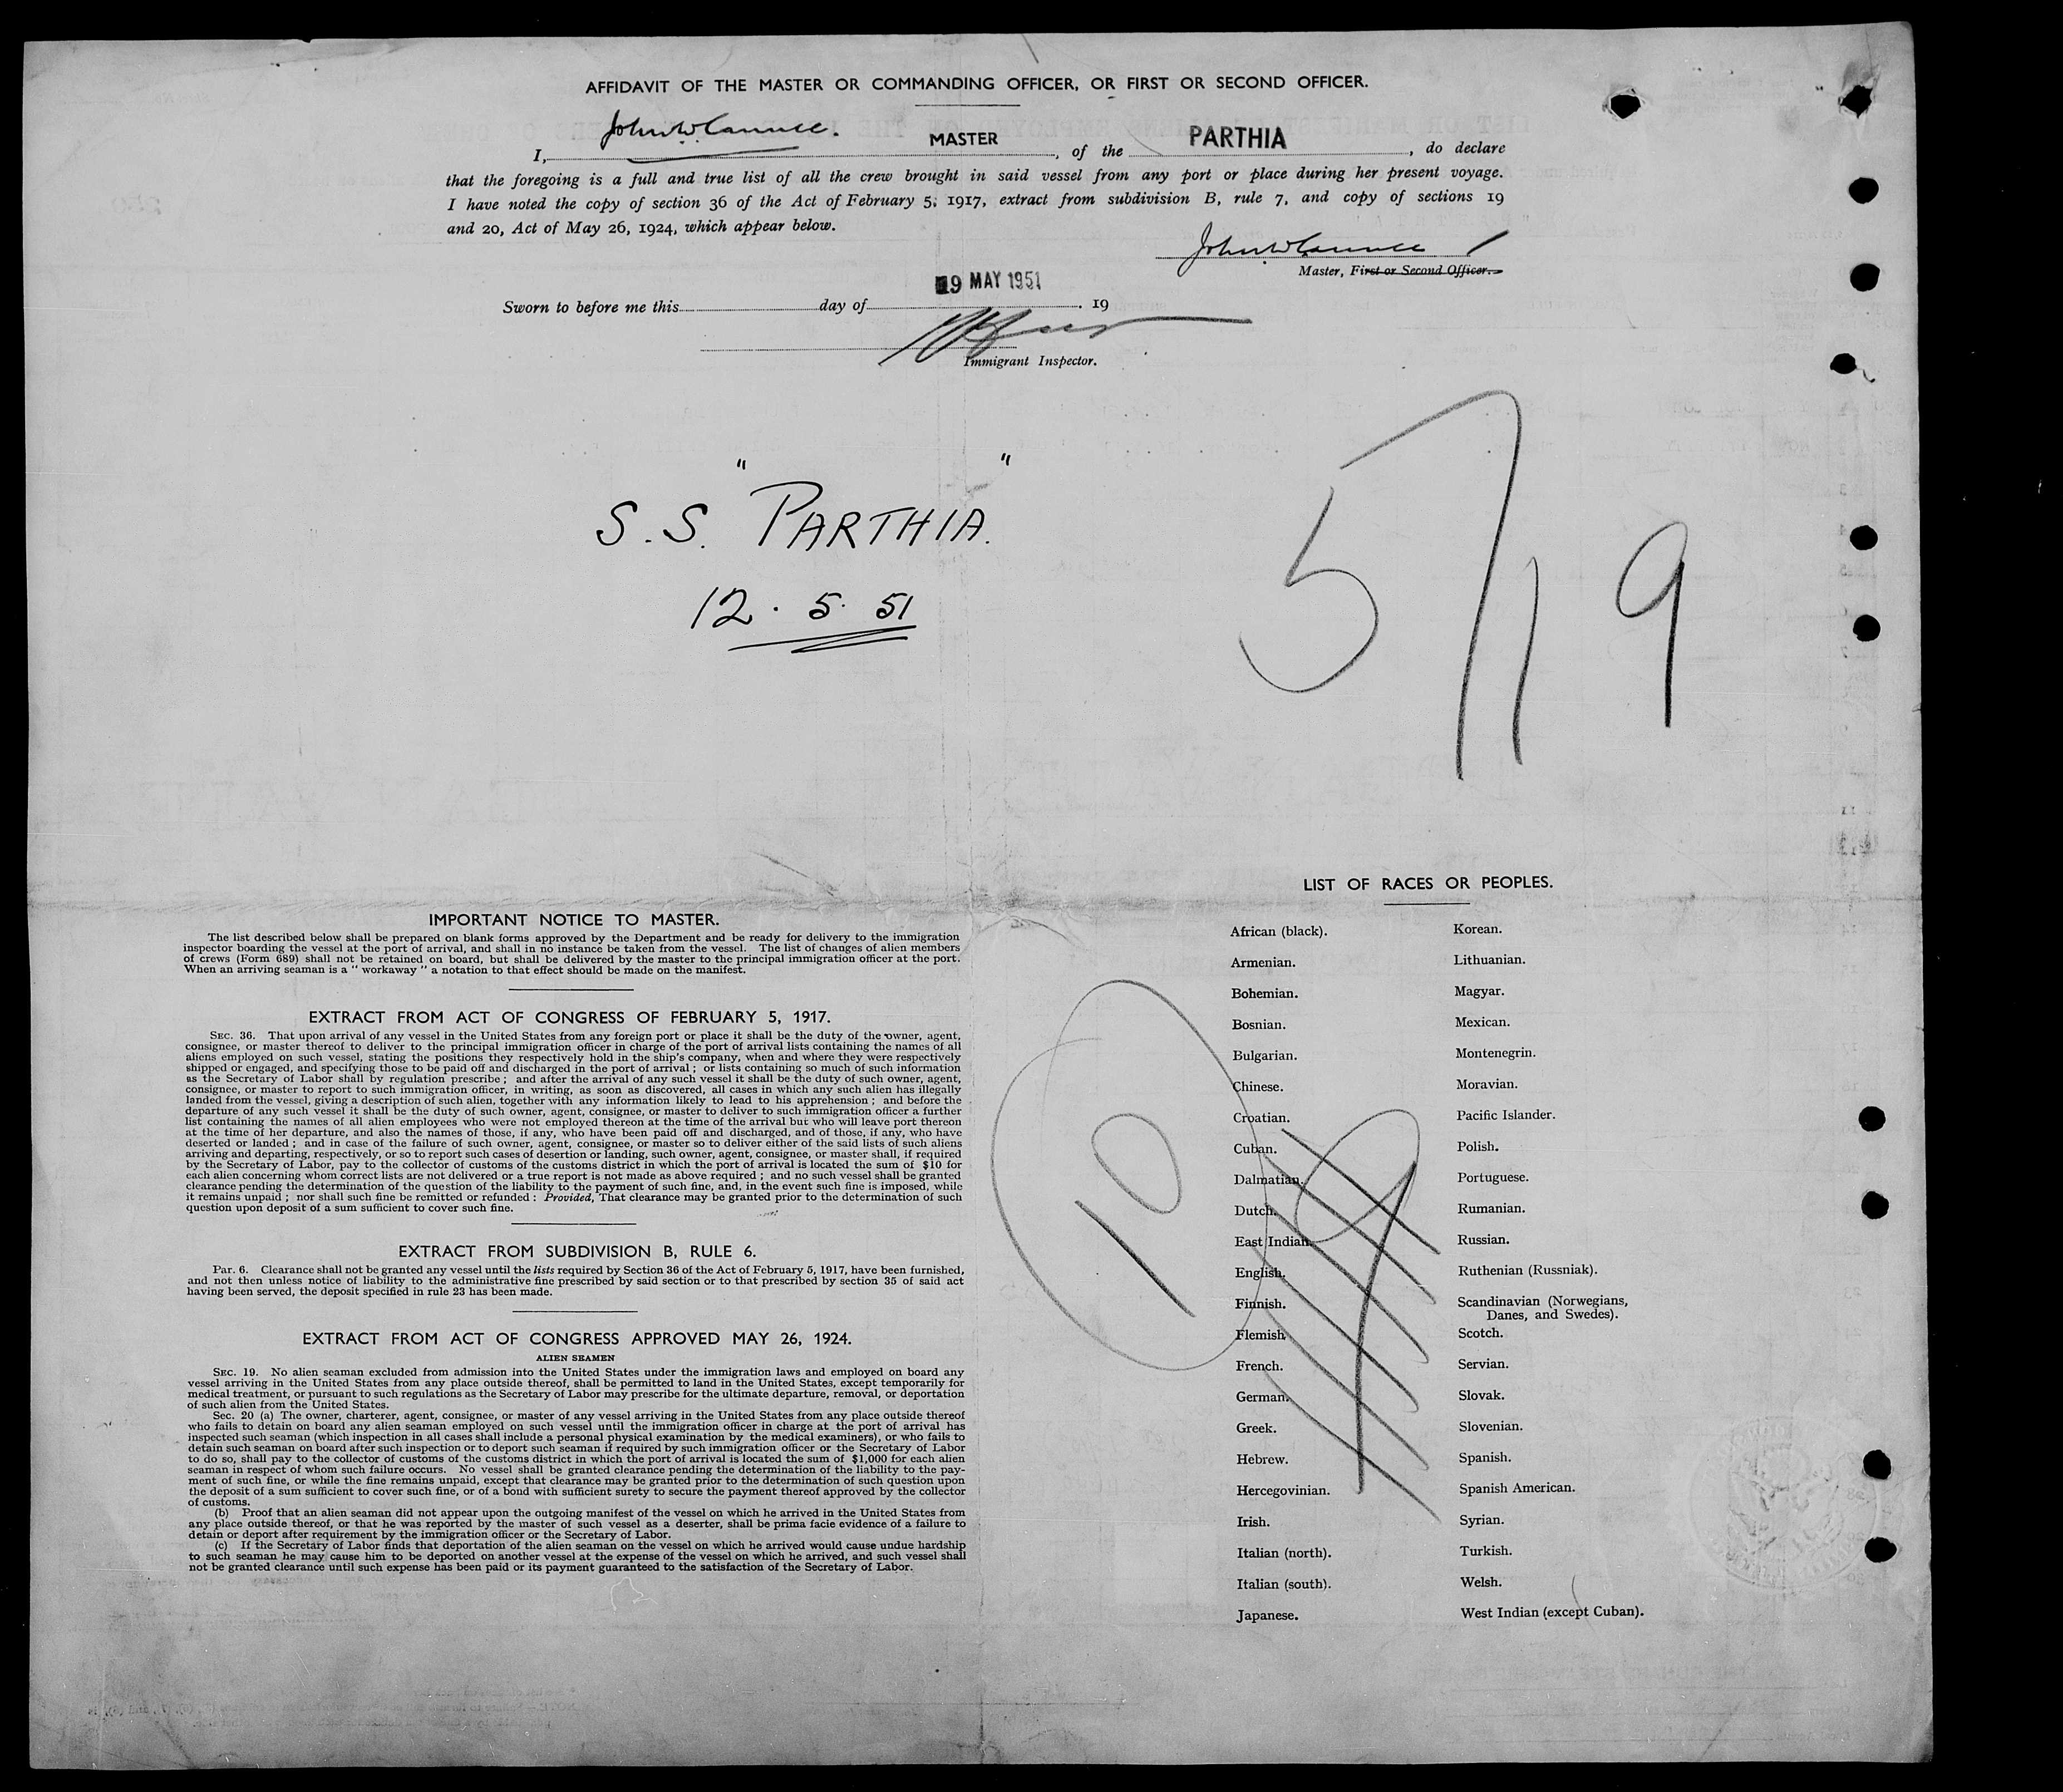 AFFIDAVIT OF THE MASTER OR COMMANDING OFFICER, OR FIRST OR SECOND OFFICER.
I, John W. MASTER, of the PARTHIA, do declare
that the foregoing is a full and true list of all the crew brought in said vessel from any port or place during her present voyage.
I have noted the copy of section 36 of the Act of February 5, 1917, extract from subdivision B, rule 7, and copy of sections 19
and 20, Act of May 26, 1924, which appear below.
John W.
Master, First or Second Officer.
19 MAY 1951
Sworn to before me this day of . 19
Immigrant Inspector.
S.S. "PARTHIA."
12 . 5 . 51
5/19
IMPORTANT NOTICE TO MASTER.
The list described below shall be prepared on blank forms approved by the Department and be ready for delivery to the immigration
inspector boarding the vessel at the port of arrival, and shall in no instance be taken from the vessel. The list of changes of alien members
of crews (Form 689) shall not be retained on board, but shall be delivered by the master to the principal immigration officer at the port.
When an arriving seaman is a " workaway " a notation to that effect should be made on the manifest.
EXTRACT FROM ACT OF CONGRESS OF FEBRUARY 5, 1917.
SEC. 36. That upon arrival of any vessel in the United States from any foreign port or place it shall be the duty of the owner, agent,
consignee, or master thereof to deliver to the principal immigration officer in charge of the port of arrival lists containing the names of all
aliens employed on such vessel, stating the positions they respectively hold in the ship's company, when and where they were respectively
shipped or engaged, and specifying those to be paid off and discharged in the port of arrival ; or lists containing so much of such information
as the Secretary of Labor shall by regulation prescribe ; and after the arrival of any such vessel it shall be the duty of such owner, agent,
consignee, or master to report to such immigration officer, in writing, as soon as discovered, all cases in which any such alien has illegally
landed from the vessel, giving a description of such alien, together with any information likely to lead to his apprehension ; and before the
departure of any such vessel it shall be the duty of such owner, agent, consignee, or master to deliver to such immigration officer a further
list containing the names of all alien employees who were not employed thereon at the time of the arrival but who will leave port thereon
at the time of her departure, and also the names of those, if any, who have been paid off and discharged, and of those, if any, who have
deserted or landed ; and in case of the failure of such owner, agent, consignee, or master so to deliver either of the said lists of such aliens
arriving and departing, respectively, or so to report such cases of desertion or landing, such owner, agent, consignee, or master shall, if required
by the Secretary of Labor, pay to the collector of customs of the customs district in which the port of arrival is located the sum of $10 for
each alien concerning whom correct lists are not delivered or a true report is not made as above required ; and no such vessel shall be granted
clearance pending the determination of the question of the liability to the payment of such fine, and, in the event such fine is imposed, while
it remains unpaid ; nor shall such fine be remitted or refunded : Provided, That clearance may be granted prior to the determination of such
question upon deposit of a sum sufficient to cover such fine.
EXTRACT FROM SUBDIVISION B, RULE 6.
PAR. 6. Clearance shall not be granted any vessel until the lists required by Section 36 of the Act of February 5, 1917, have been furnished,
and not then unless notice of liability to the administrative fine prescribed by said section or to that prescribed by section 35 of said act
having been served, the deposit specified in rule 23 has been made.
EXTRACT FROM ACT OF CONGRESS APPROVED MAY 26, 1924.
ALIEN SEAMEN
SEC. 19. No alien seaman excluded from admission into the United States under the immigration laws and employed on board any
vessel arriving in the United States from any place outside thereof, shall be permitted to land in the United States, except temporarily for
medical treatment, or pursuant to such regulations as the Secretary of Labor may prescribe for the ultimate departure, removal, or deportation
of such alien from the United States.
Sec. 20 (a) The owner, charterer, agent, consignee, or master of any vessel arriving in the United States from any place outside thereof
who fails to detain on board any alien seaman employed on such vessel until the immigration officer in charge at the port of arrival has
inspected such seaman (which inspection in all cases shall include a personal physical examination by the medical examiners), or who fails to
detain such seaman on board after such inspection or to deport such seaman if required by such immigration officer or the Secretary of Labor
to do so, shall pay to the collector of customs of the customs district in which the port of arrival is located the sum of $1,000 for each alien
seaman in respect of whom such failure occurs. No vessel shall be granted clearance pending the determination of the liability to the pay-
ment of such fine, or while the fine remains unpaid, except that clearance may be granted prior to the determination of such question upon
the deposit of a sum sufficient to cover such fine, or of a bond with sufficient surety to secure the payment thereof approved by the collector
of customs.
(b) Proof that an alien seaman did not appear upon the outgoing manifest of the vessel on which he arrived in the United States from
any place outside thereof, or that he was reported by the master of such vessel as a deserter, shall be prima facie evidence of a failure to
detain or deport after requirement by the immigration officer or the Secretary of Labor.
(c) If the Secretary of Labor finds that deportation of the alien seaman on the vessel on which he arrived would cause undue hardship
to such seaman he may cause him to be deported on another vessel at the expense of the vessel on which he arrived, and such vessel shall
not be granted clearance until such expense has been paid or its payment guaranteed to the satisfaction of the Secretary of Labor.
10
LIST OF RACES OR PEOPLES.
African (black).
Armenian.
Bohemian.
Bosnian.
Bulgarian.
Chinese.
Croatian.
Cuban.
Dalmatian.
Dutch.
East Indian.
English.
Finnish.
Flemish
French.
German.
Greek.
Hebrew.
Hercegovinian.
Irish.
Italian (north).
Italian (south).
Japanese.
Korean.
Lithuanian.
Magyar.
Mexican.
Montenegrin.
Moravian.
Pacific Islander.
Polish.
Portuguese.
Rumanian.
Russian.
Ruthenian (Russniak).
Scandinavian (Norwegians,
Danes, and Swedes).
Scotch.
Servian.
Slovak.
Slovenian.
Spanish.
Spanish American.
Syrian.
Turkish.
Welsh.
West Indian (except Cuban).